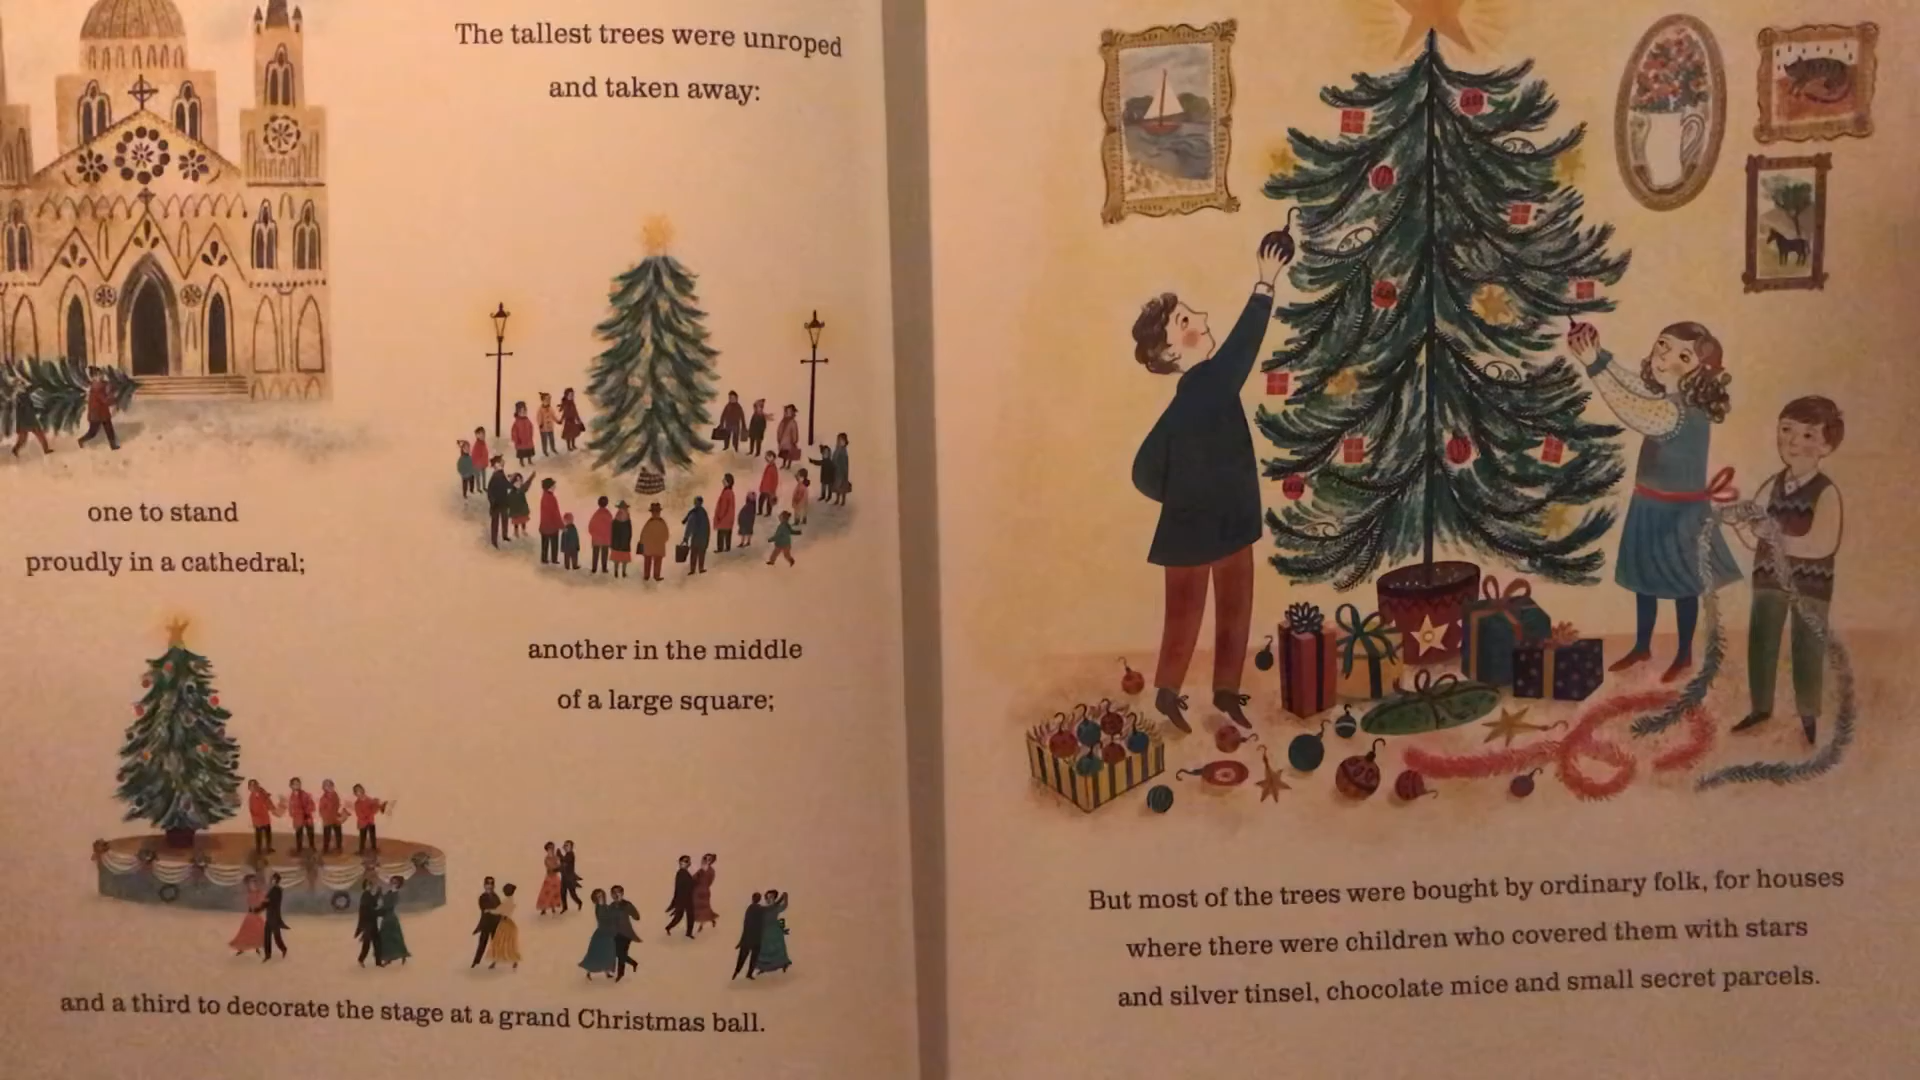 The tallest trees were unroped
and taken away:
one to stand
proudly in a cathedral;
another in the middle
of a large square;
and a third to decorate the stage at a grand Christmas ball.
But most of the trees were bought by ordinary folk, for houses
where there were children who covered them with stars
and silver tinsel, chocolate mice and small secret parcels.